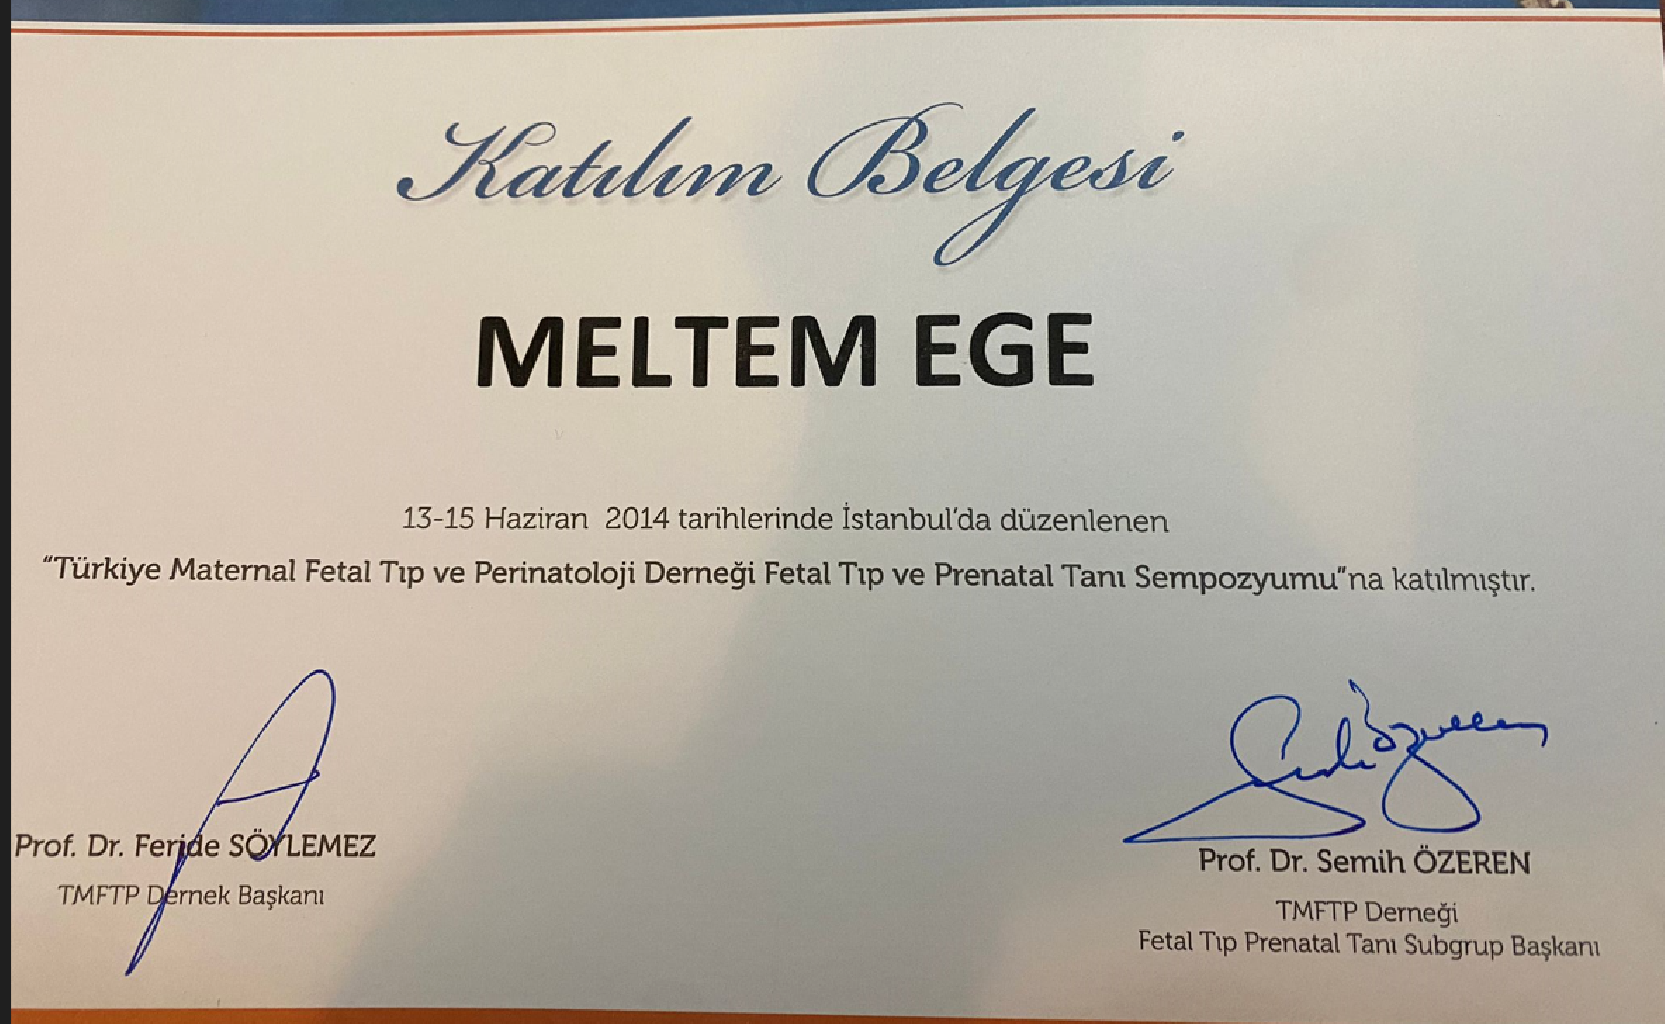 Katılım Belgesi
MELTEM EGE
13-15 Haziran 2014 tarihlerinde İstanbul'da düzenlenen
"Türkiye Maternal Fetal Tıp ve Perinatoloji Derneği Fetal Tıp ve Prenatal Tanı Sempozyumu"na katılmıştır.
Prof. Dr. Feride SÖYLEMEZ
TMFTP Dernek Başkanı
Prof. Dr. Semih ÖZEREN
TMFTP Derneği
Fetal Tıp Prenatal Tanı Subgrup Başkanı